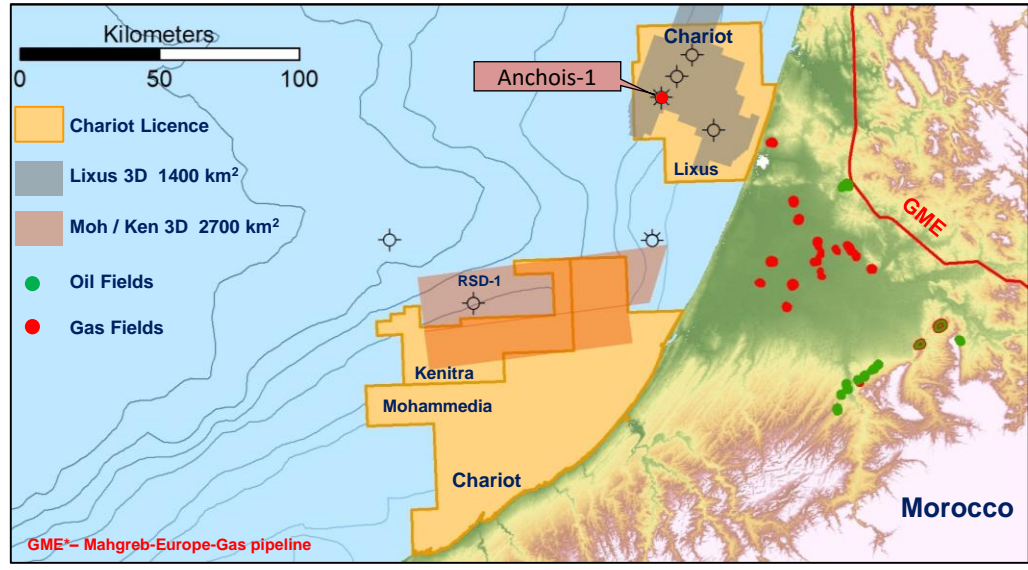 Kilometers
0 50 100
Chariot
Anchois-1
Lixus
Chariot Licence
Lixus 3D 1400 km²
Moh / Ken 3D 2700 km²
Oil Fields
Gas Fields
GME
RSD-1
Kenitra
Mohammedia
Chariot
Morocco
GME*– Mahgreb-Europe-Gas pipeline